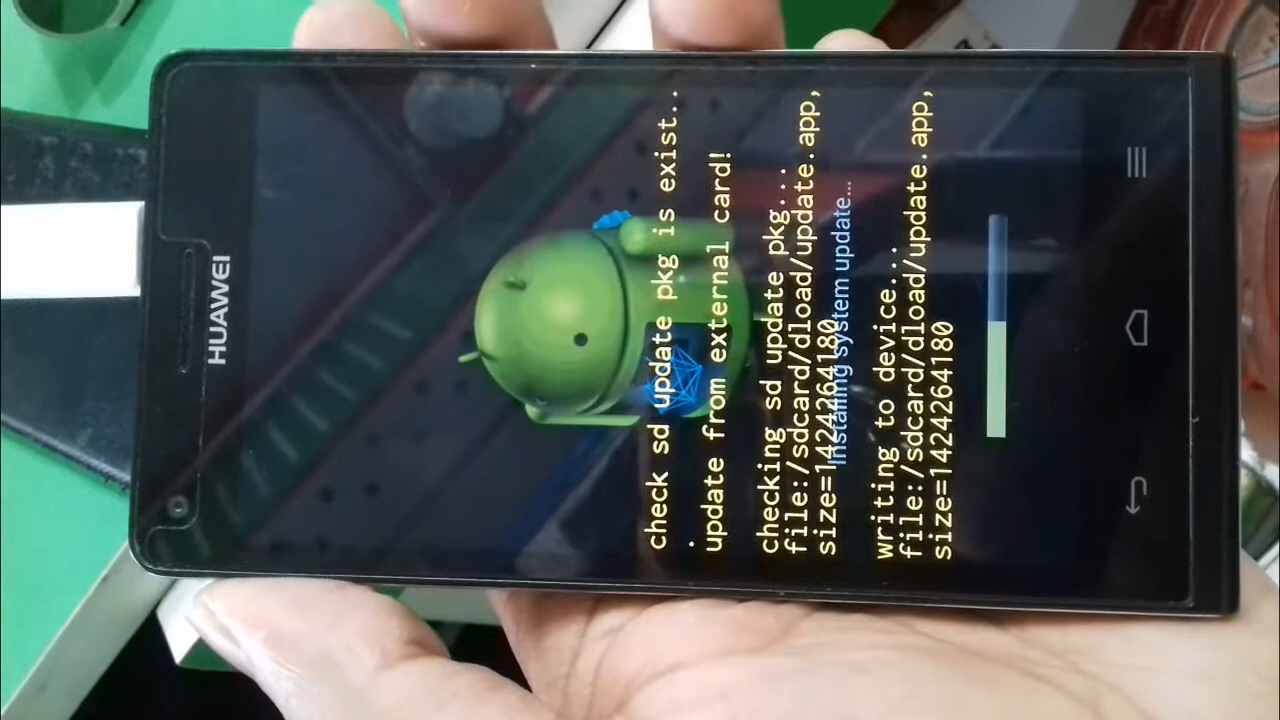 HUAWEI
check sd update pkg is exist..
.
update from external card!
checking sd update pkg...
file:/sdcard/dload/update.app,
size=1424264180
Installing system update...
writing to device...
file:/sdcard/dload/update.app,
size=1424264180